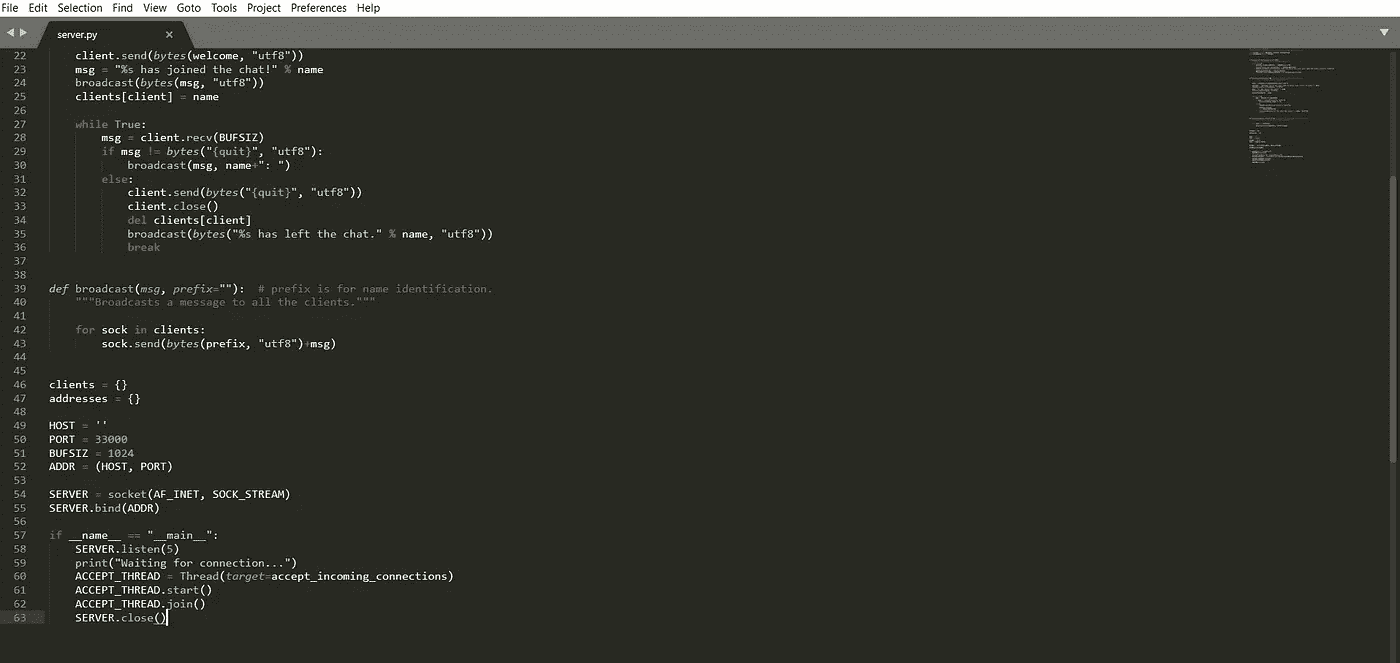 File Edit Selection Find View Goto Tools Project Preferences Help
server.py ×
22 client.send(bytes(welcome, "utf8"))
23 msg = "%s has joined the chat!" % name
24 broadcast(bytes(msg, "utf8"))
25 clients[client] = name
26
27 while True:
28 msg = client.recv(BUFSIZ)
29 if msg != bytes("{quit}", "utf8"):
30 broadcast(msg, name+": ")
31 else:
32 client.send(bytes("{quit}", "utf8"))
33 client.close()
34 del clients[client]
35 broadcast(bytes("%s has left the chat." % name, "utf8"))
36 break
37
38
39 def broadcast(msg, prefix=""):  # prefix is for name identification.
40 """Broadcasts a message to all the clients."""
41
42 for sock in clients:
43 sock.send(bytes(prefix, "utf8")+msg)
44
45
46 clients = {}
47 addresses = {}
48
49 HOST = ''
50 PORT = 33000
51 BUFSIZ = 1024
52 ADDR = (HOST, PORT)
53
54 SERVER = socket(AF_INET, SOCK_STREAM)
55 SERVER.bind(ADDR)
56
57 if __name__ == "__main__":
58 SERVER.listen(5)
59 print("Waiting for connection...")
60 ACCEPT_THREAD = Thread(target=accept_incoming_connections)
61 ACCEPT_THREAD.start()
62 ACCEPT_THREAD.join()
63 SERVER.close()